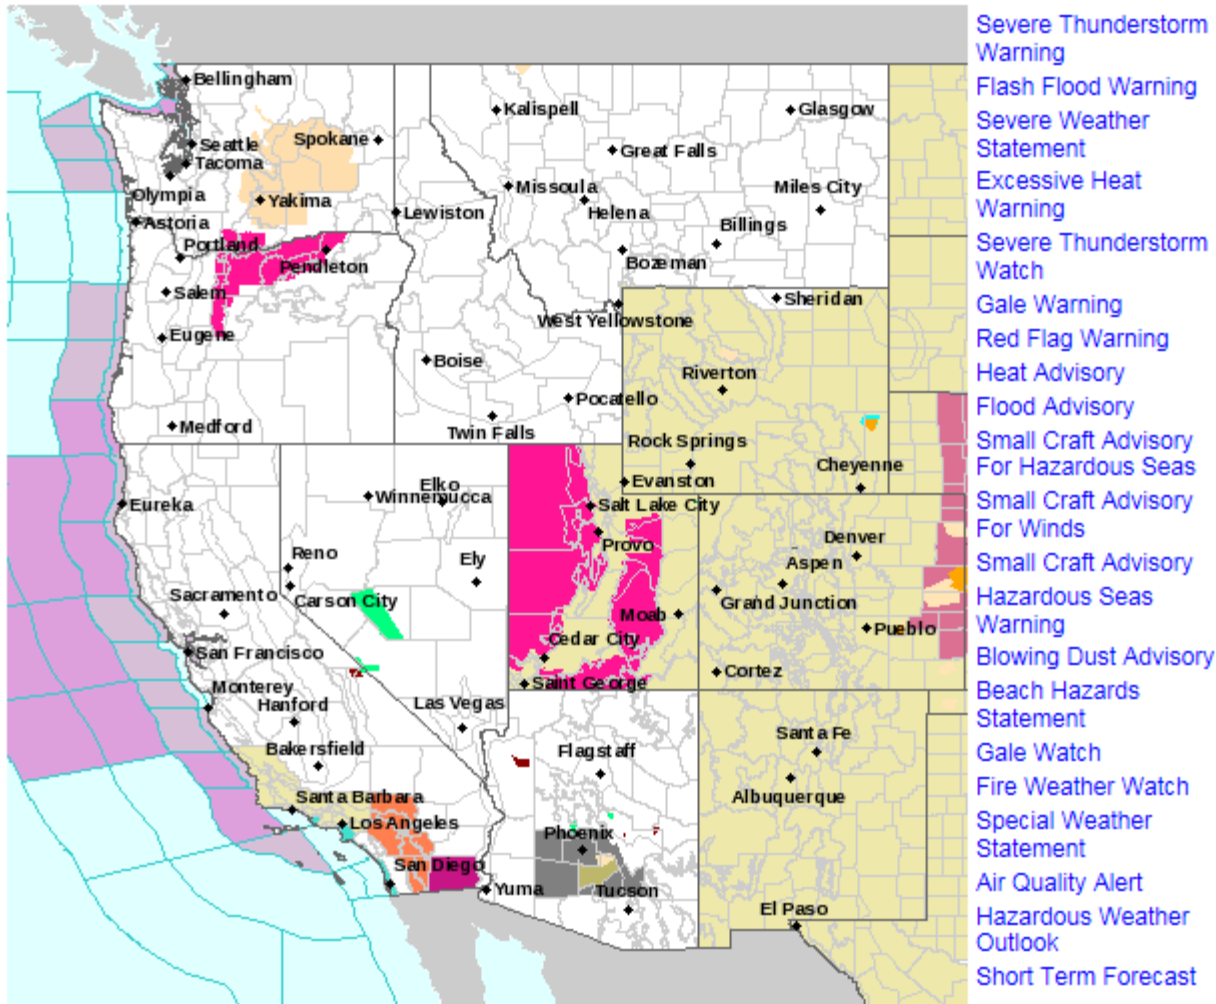 Bellingham
Kalispell
Glasgow
Seattle
Spokane
Great Falls
Tacoma
Olympia
Missoula
Miles City
Yakima
Helena
Lewiston
Astoria
Billings
Portland
Bozeman
Pendleton
Salem
Sheridan
West Yellowstone
Eugene
Boise
Riverton
Pocatello
Medford
Twin Falls
Rock Springs
Cheyenne
Evanston
Elko
Winnemucca
Eureka
Salt Lake City
Denver
Provo
Reno
Ely
Aspen
Sacramento
Carson City
Grand Junction
Moab
Pueblo
Cedar City
San Francisco
Cortez
Saint George
Monterey
Hanford
Las Vegas
Santa Fe
Bakersfield
Flagstaff
Albuquerque
Santa Barbara
Los Angeles
Phoenix
San Diego
Yuma
Tucson
El Paso
Severe Thunderstorm
Warning
Flash Flood Warning
Severe Weather
Statement
Excessive Heat
Warning
Severe Thunderstorm
Watch
Gale Warning
Red Flag Warning
Heat Advisory
Flood Advisory
Small Craft Advisory
For Hazardous Seas
Small Craft Advisory
For Winds
Small Craft Advisory
Hazardous Seas
Warning
Blowing Dust Advisory
Beach Hazards
Statement
Gale Watch
Fire Weather Watch
Special Weather
Statement
Air Quality Alert
Hazardous Weather
Outlook
Short Term Forecast